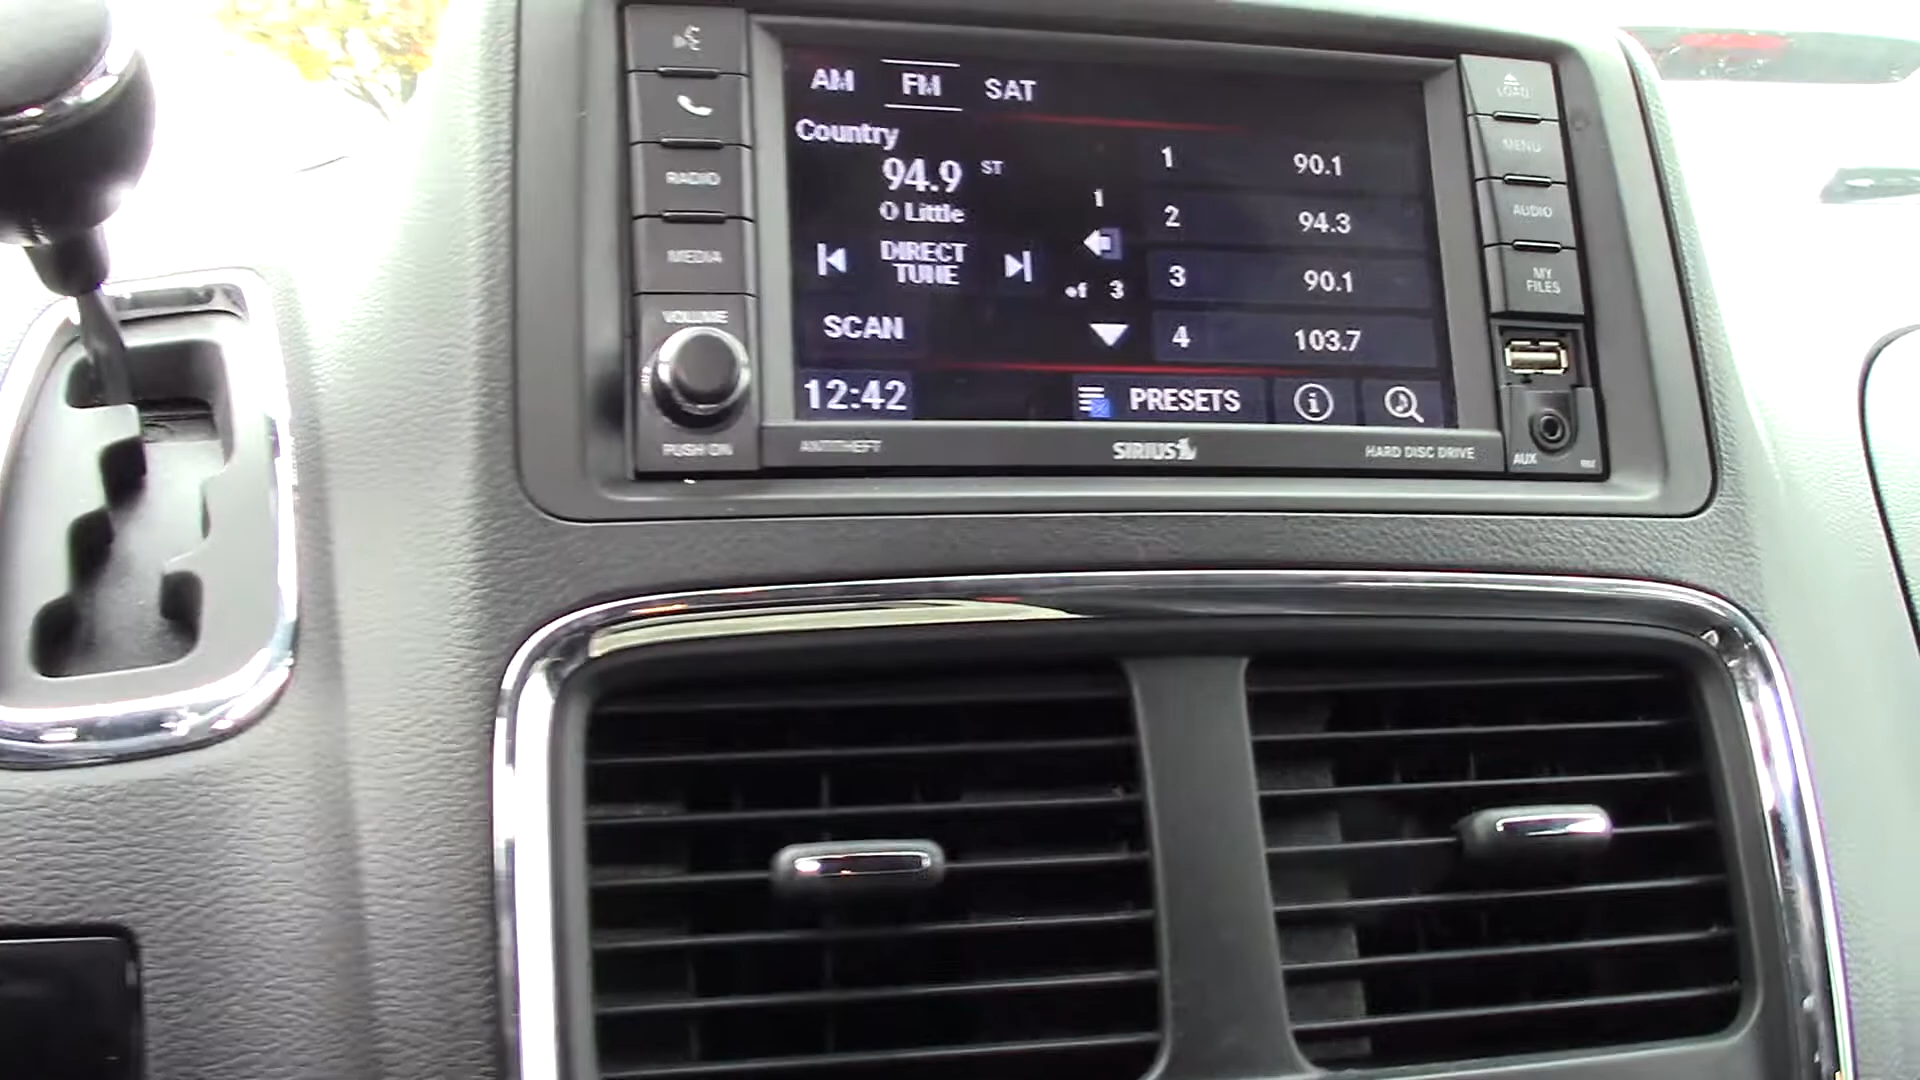 AM FM SAT
Country
94.9 ST
O Little
DIRECT
TUNE
SCAN
12:42
1
of 3
1 90.1
2 94.3
3 90.1
4 103.7
PRESETS
RADIO
MEDIA
VOLUME
PUSH ON
ANTITHEFT
SIRIUS
HARD DISC DRIVE
LOAD
MENU
AUDIO
MY
FILES
AUX